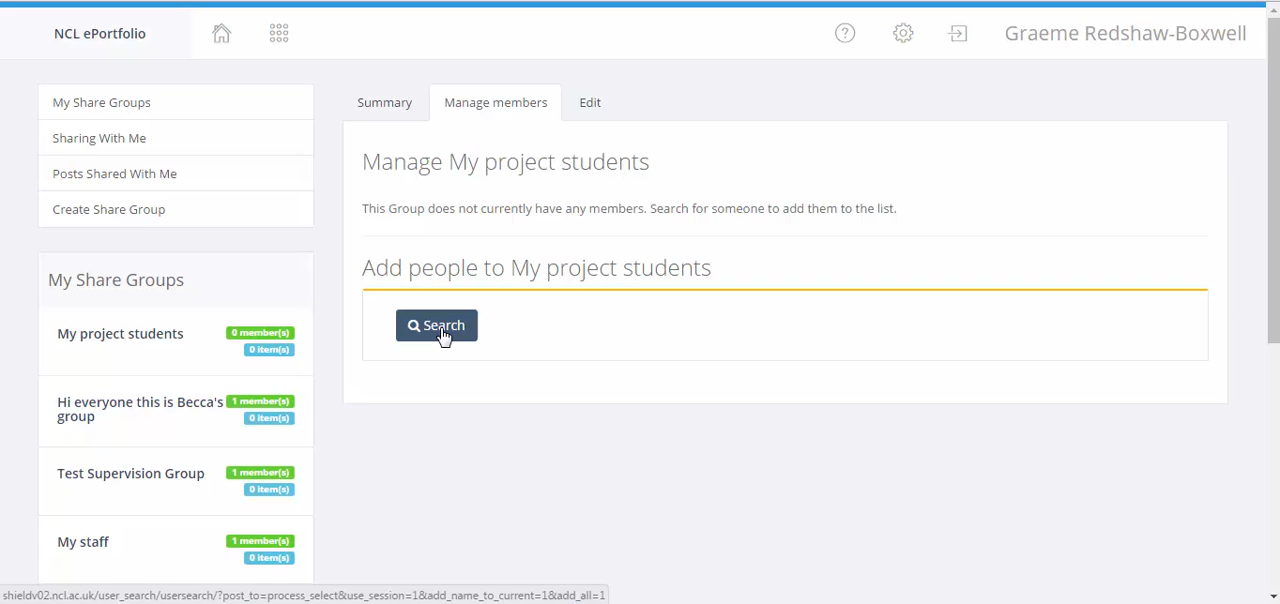 NCL ePortfolio
Graeme Redshaw-Boxwell
My Share Groups
Sharing With Me
Posts Shared With Me
Create Share Group
My Share Groups
My project students
0 member(s)
0 item(s)
Hi everyone this is Becca's
group
1 member(s)
0 item(s)
Test Supervision Group
1 member(s)
0 item(s)
My staff
1 member(s)
0 item(s)
Summary
Manage members
Edit
Manage My project students
This Group does not currently have any members. Search for someone to add them to the list.
Add people to My project students
Search
shieldv02.ncl.ac.uk/user_search/usersearch/?post_to=process_select&use_session=1&add_name_to_current=1&add_all=1